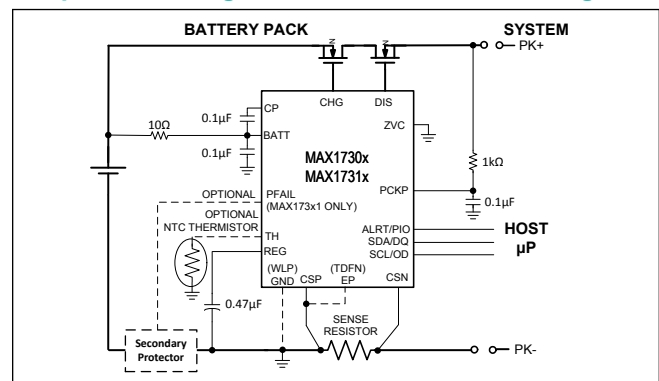 BATTERY PACK
SYSTEM
N
N
PK+
CHG
DIS
CP
0.1µF
ZVC
10Ω
BATT
0.1µF
MAX1730x
MAX1731x
1kΩ
OPTIONAL
PFAIL
(MAX173x1 ONLY)
PCKP
0.1µF
OPTIONAL
NTC THERMISTOR
TH
ALRT/PIO
SDA/DQ
SCL/OD
HOST
µP
REG
(WLP)
GND
CSP
(TDFN)
EP
CSN
0.47µF
SENSE
RESISTOR
Secondary
Protector
PK-